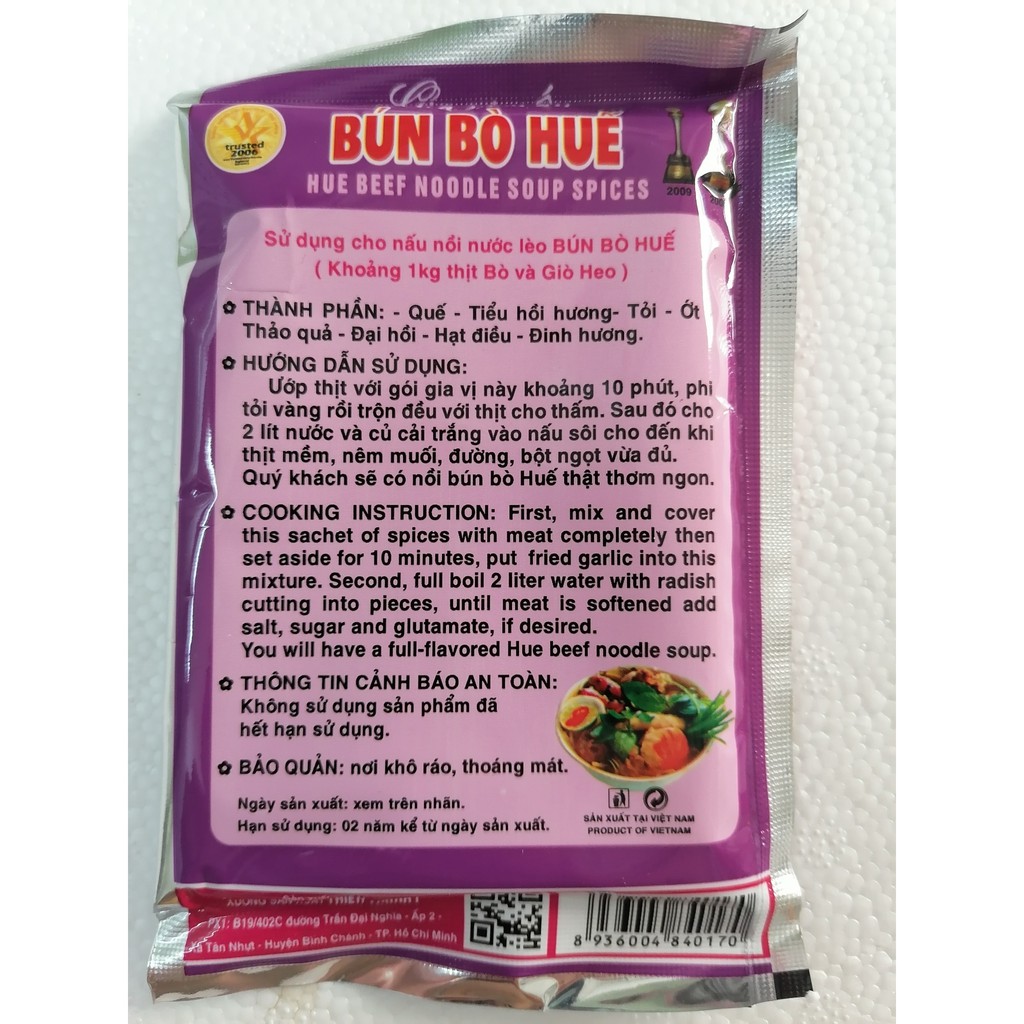 trusted
2006
BÚN BÒ HUẾ
HUE BEEF NOODLE SOUP SPICES
2009
Sử dụng cho nấu nồi nước lèo BÚN BÒ HUẾ
( Khoảng 1kg thịt Bò và Giò Heo )
✿ THÀNH PHẦN: - Quế - Tiểu hồi hương- Tỏi - Ớt
Thảo quả - Đại hồi - Hạt điều - Đinh hương.
✿ HƯỚNG DẪN SỬ DỤNG:
Ướp thịt với gói gia vị này khoảng 10 phút, phi
tỏi vàng rồi trộn đều với thịt cho thấm. Sau đó cho
2 lít nước và củ cải trắng vào nấu sôi cho đến khi
thịt mềm, nêm muối, đường, bột ngọt vừa đủ.
Quý khách sẽ có nồi bún bò Huế thật thơm ngon.
✿ COOKING INSTRUCTION: First, mix and cover
this sachet of spices with meat completely then
set aside for 10 minutes, put fried garlic into this
mixture. Second, full boil 2 liter water with radish
cutting into pieces, until meat is softened add
salt, sugar and glutamate, if desired.
You will have a full-flavored Hue beef noodle soup.
✿ THÔNG TIN CẢNH BÁO AN TOÀN:
Không sử dụng sản phẩm đã
hết hạn sử dụng.
✿ BẢO QUẢN: nơi khô ráo, thoáng mát.
Ngày sản xuất: xem trên nhãn.
Hạn sử dụng: 02 năm kể từ ngày sản xuất.
SẢN XUẤT TẠI VIỆT NAM
PRODUCT OF VIETNAM
PX1: B19/402C đường Trần Đại Nghĩa - Ấp 2 -
Xã Tân Nhựt - Huyện Bình Chánh - TP. Hồ Chí Minh
8 936004 840170